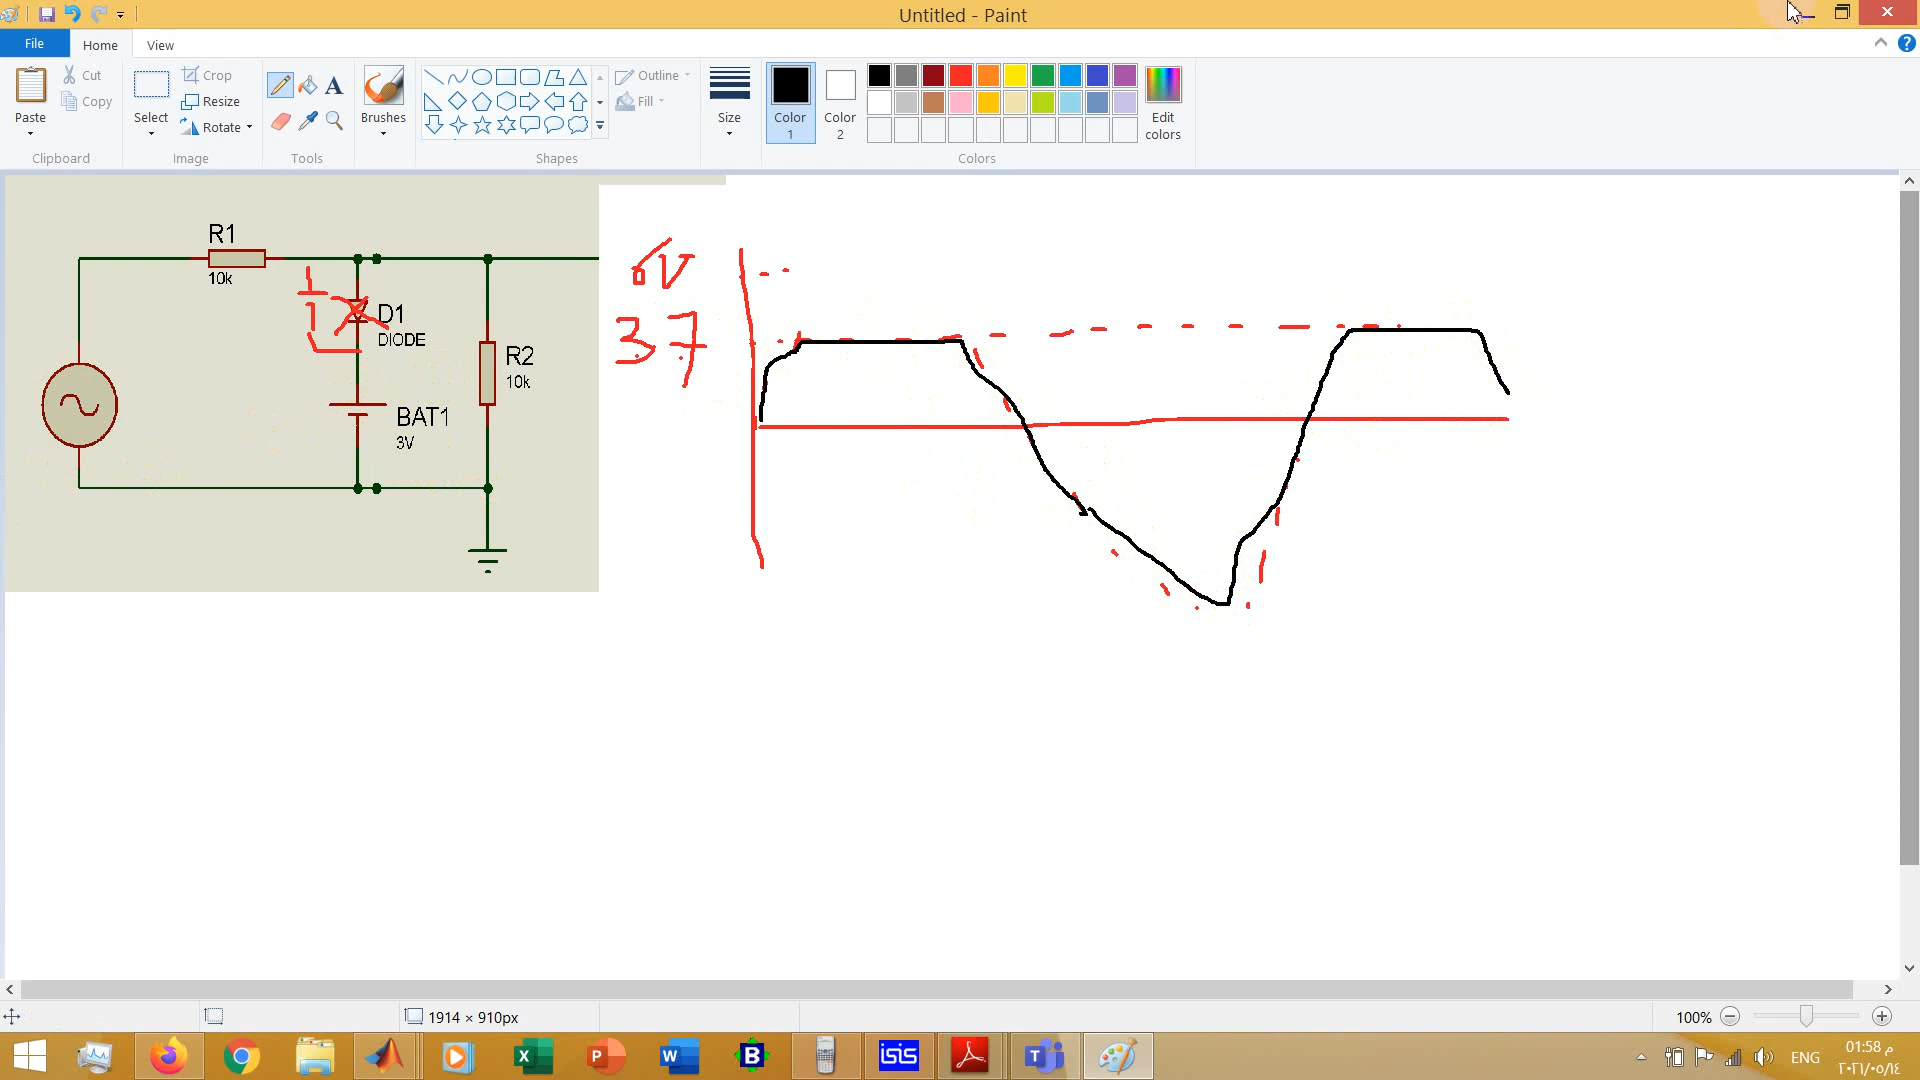 Untitled - Paint
File Home View
Paste
Cut
Copy
Clipboard
Select
Crop
Resize
Rotate
Image
Tools
Brushes
Shapes
Outline
Fill
Size
Color 1
Color 2
Edit colors
Colors
R1
10k
D1
DIODE
R2
10k
BAT1
3V
3.7
1914 × 910px
100%
isis
ENG
01:58 م